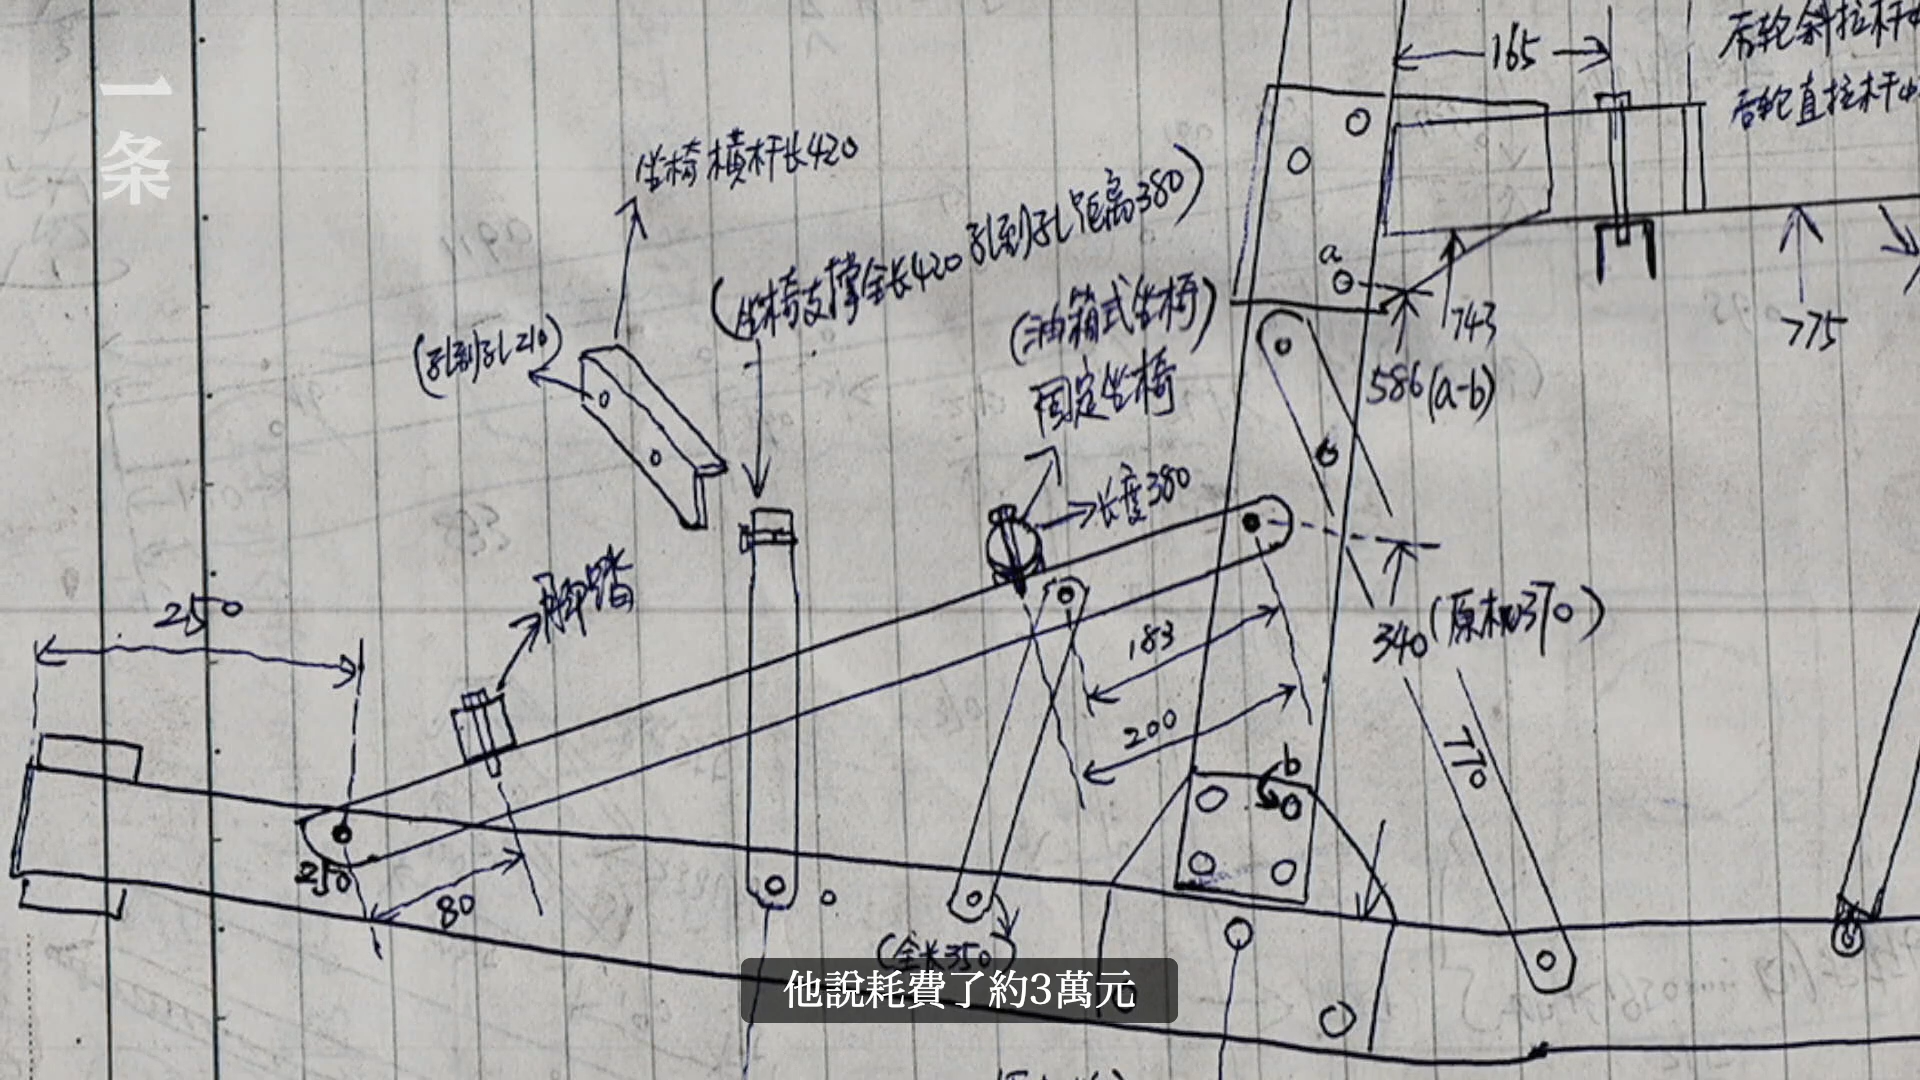 一条
165
后轮斜拉杆中
后轮直拉杆中
坐椅横杆长420
(坐椅支撑全长420 孔到孔距离380)
(孔到孔210)
(油箱式坐椅)
固定坐椅
长度380
a
743
775
586(a-b)
脚踏
250
183
200
340(原机370)
770
b
250
80
(全长350)
他說耗費了約3萬元